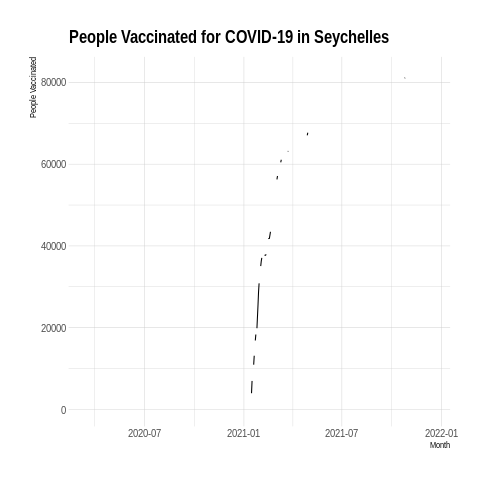 People Vaccinated for COVID-19 in Seychelles
People Vaccinated
80000
60000
40000
20000
0
2020-07 2021-01 2021-07 2022-01
Month